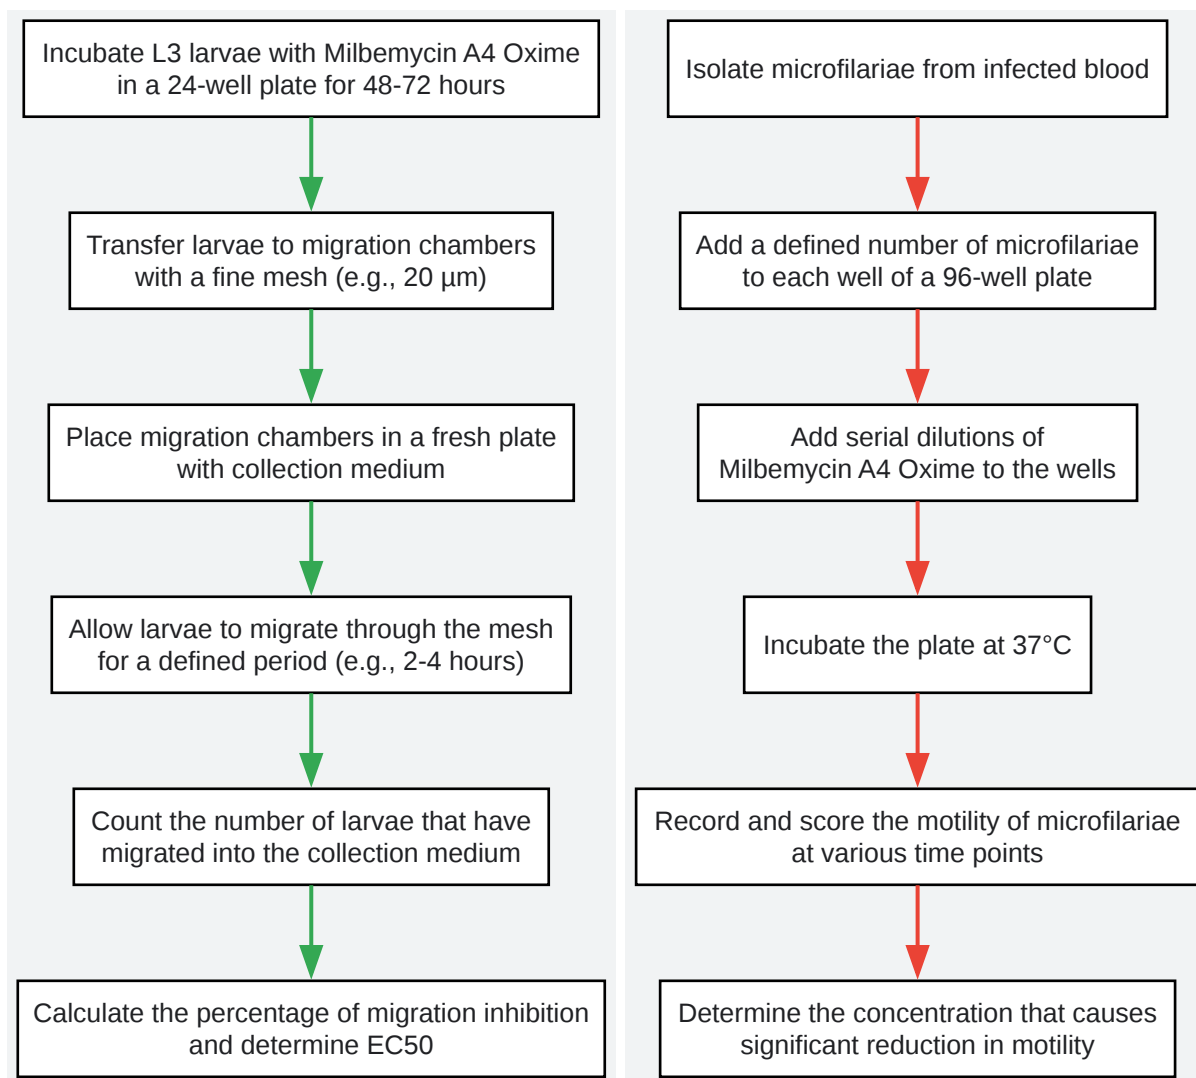 Incubate L3 larvae with Milbemycin A4 Oxime
in a 24-well plate for 48-72 hours
Transfer larvae to migration chambers
with a fine mesh (e.g., 20 µm)
Place migration chambers in a fresh plate
with collection medium
Allow larvae to migrate through the mesh
for a defined period (e.g., 2-4 hours)
Count the number of larvae that have
migrated into the collection medium
Calculate the percentage of migration inhibition
and determine EC50
Isolate microfilariae from infected blood
Add a defined number of microfilariae
to each well of a 96-well plate
Add serial dilutions of
Milbemycin A4 Oxime to the wells
Incubate the plate at 37°C
Record and score the motility of microfilariae
at various time points
Determine the concentration that causes
significant reduction in motility